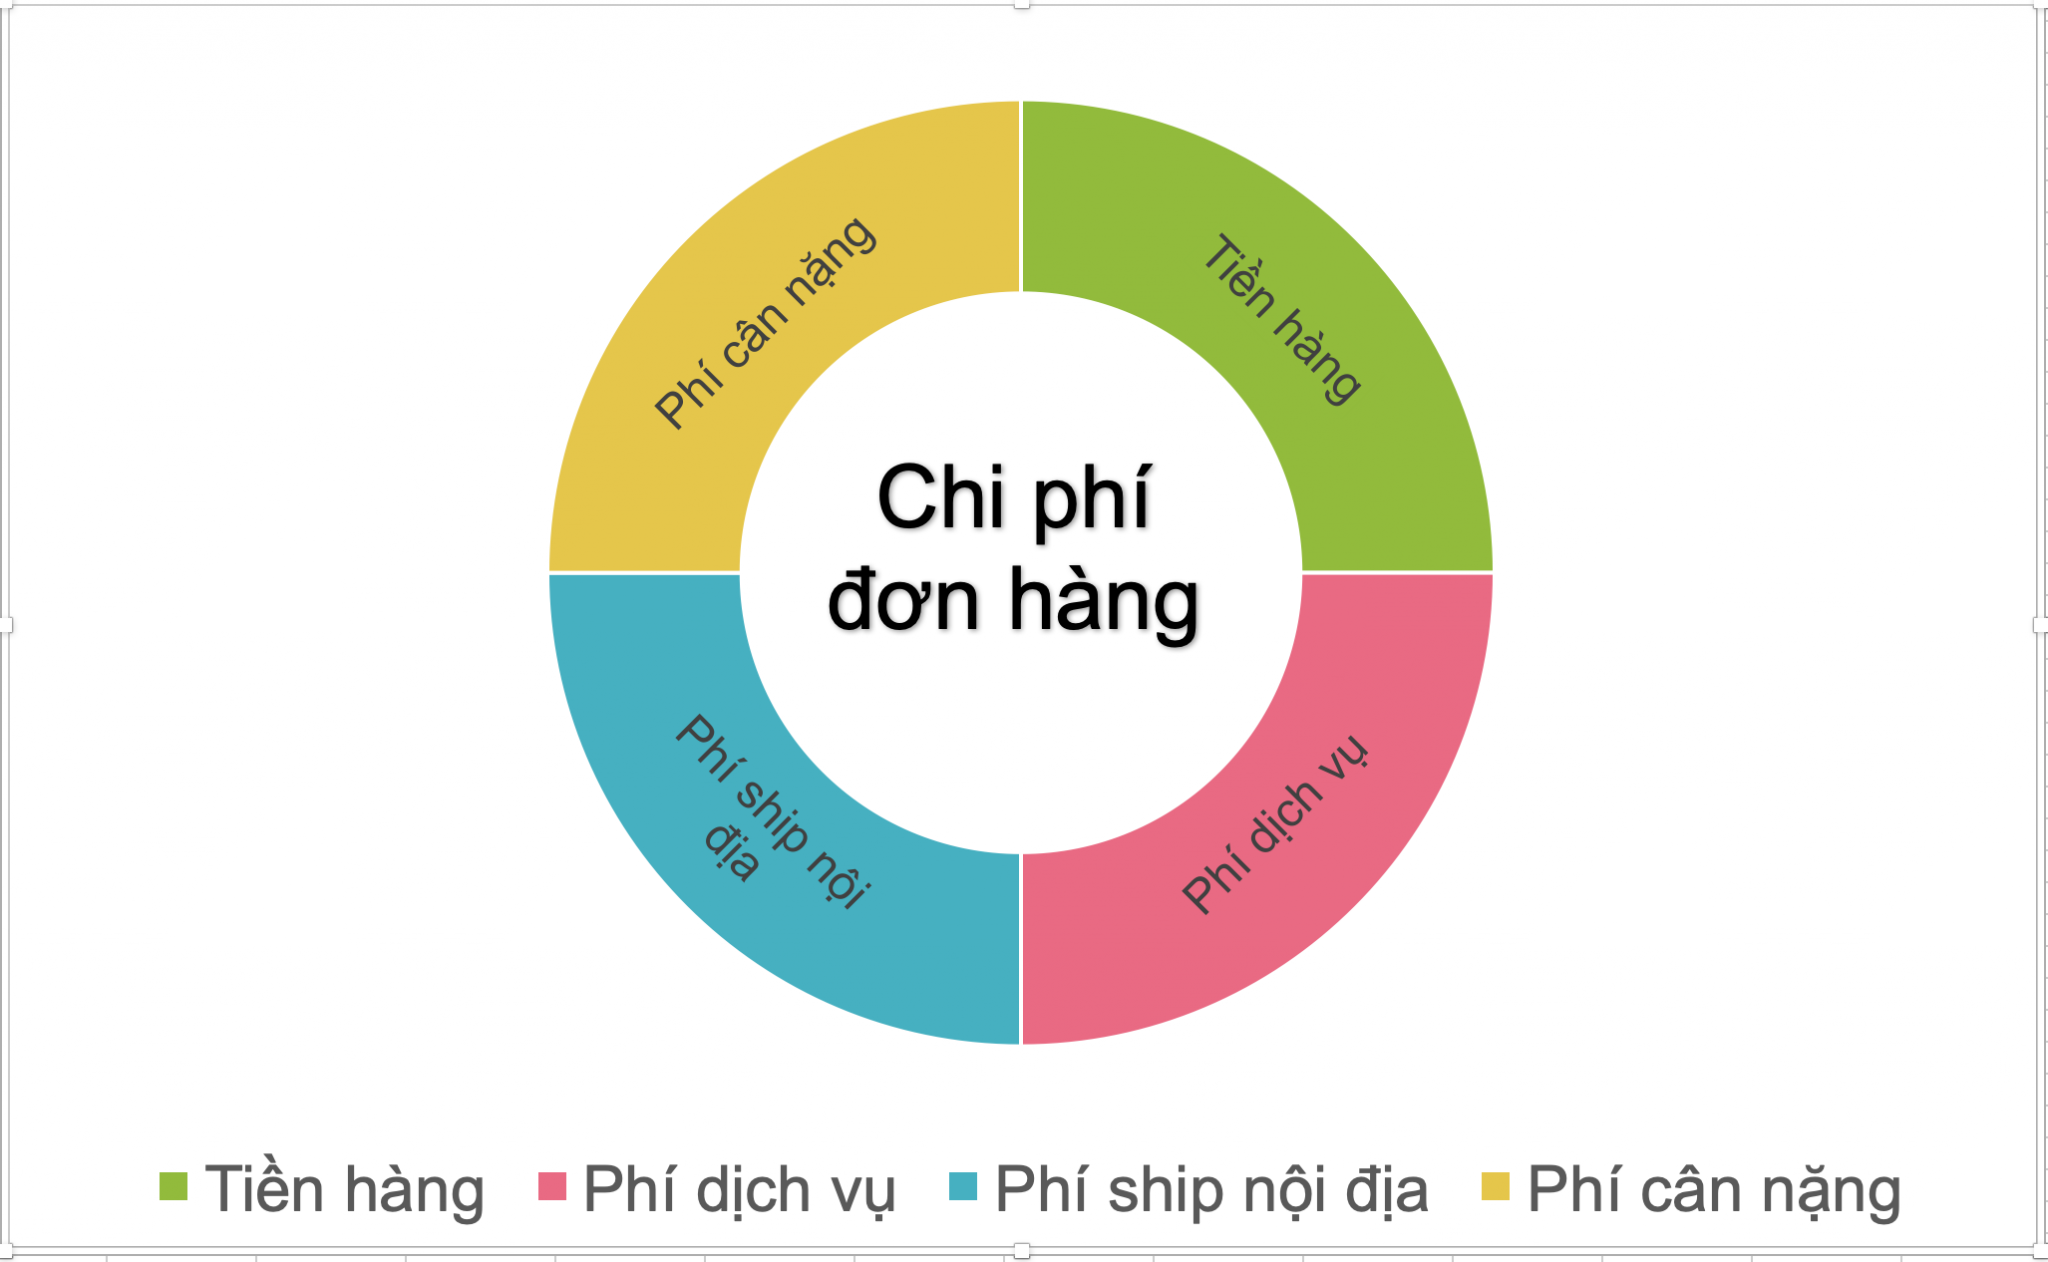 Phí cân nặng
Tiền hàng
Chi phí
đơn hàng
Phí ship nội
địa
Phí dịch vụ
Tiền hàng
Phí dịch vụ
Phí ship nội địa
Phí cân nặng